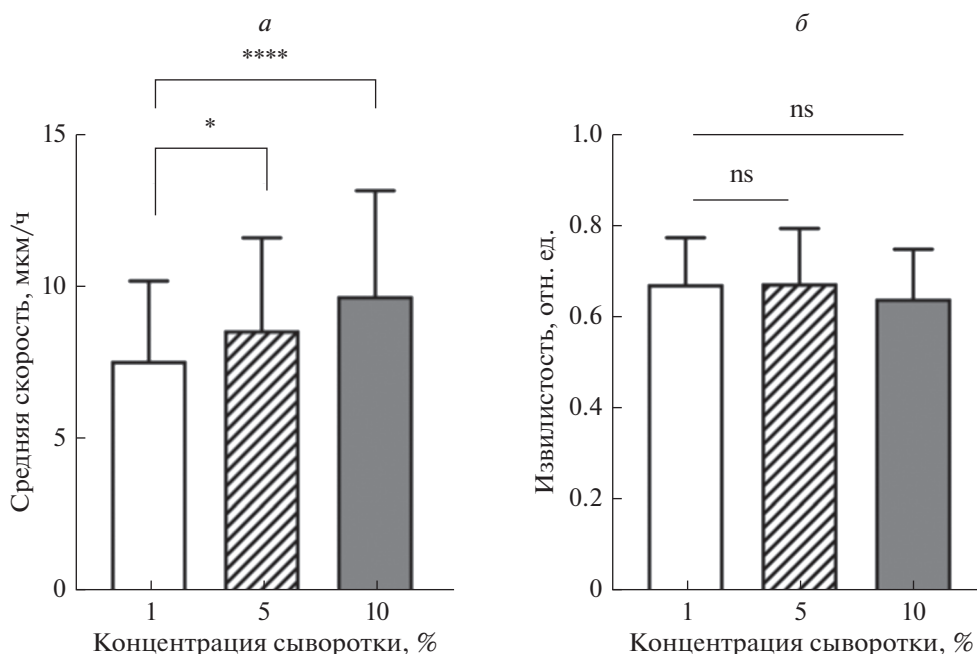 а
****
*
15
10
5
0
Средняя скорость, мкм/ч
1 5 10
Концентрация сыворотки, %
б
ns
ns
1.0
0.8
0.6
0.4
0.2
0
Извилистость, отн. ед.
1 5 10
Концентрация сыворотки, %